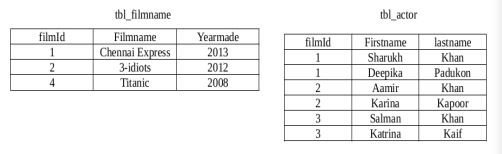 tbl_filmname
filmId Filmname Yearmade
1 Chennai Express 2013
2 3-idiots 2012
4 Titanic 2008
tbl_actor
filmId Firstname lastname
1 Sharukh Khan
1 Deepika Padukon
2 Aamir Khan
2 Karina Kapoor
3 Salman Khan
3 Katrina Kaif